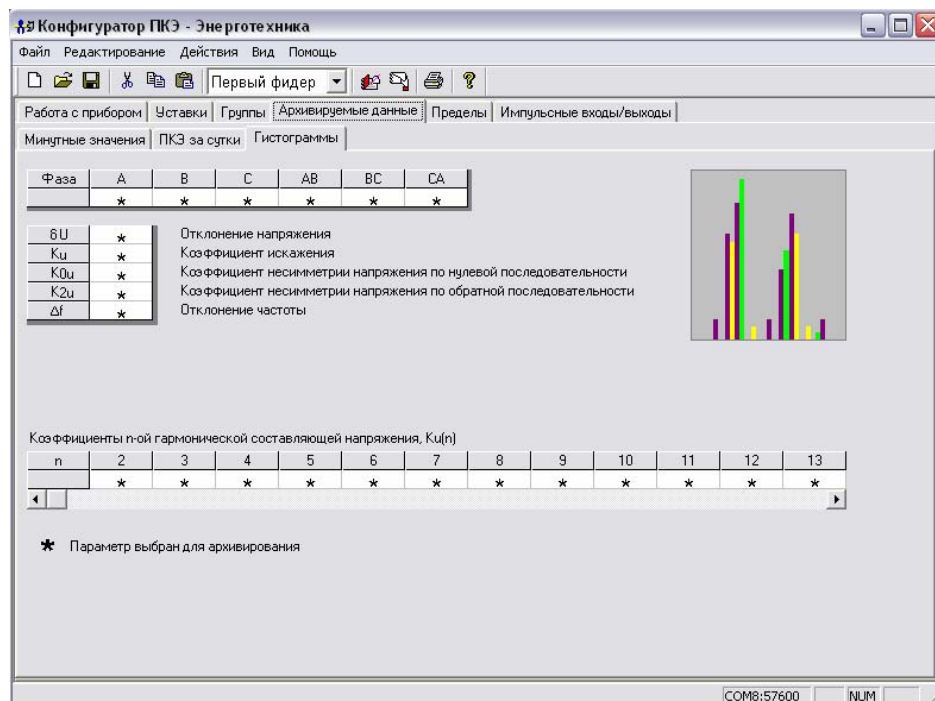 Конфигуратор ПКЭ - Энерготехника
Файл Редактирование Действия Вид Помощь
Первый фидер
Работа с прибором Уставки Группы Архивируемые данные Пределы Импульсные входы/выходы
Минутные значения ПКЭ за сутки Гистограммы
Фаза A B C AB BC CA
* * * * * *
δU * Отклонение напряжения
Ku * Коэффициент искажения
K0u * Коэффициент несимметрии напряжения по нулевой последовательности
K2u * Коэффициент несимметрии напряжения по обратной последовательности
Δf * Отклонение частоты
Коэффициенты n-ой гармонической составляющей напряжения, Ku(n)
n 2 3 4 5 6 7 8 9 10 11 12 13
* * * * * * * * * * * *
* Параметр выбран для архивирования
COM8:57600 NUM